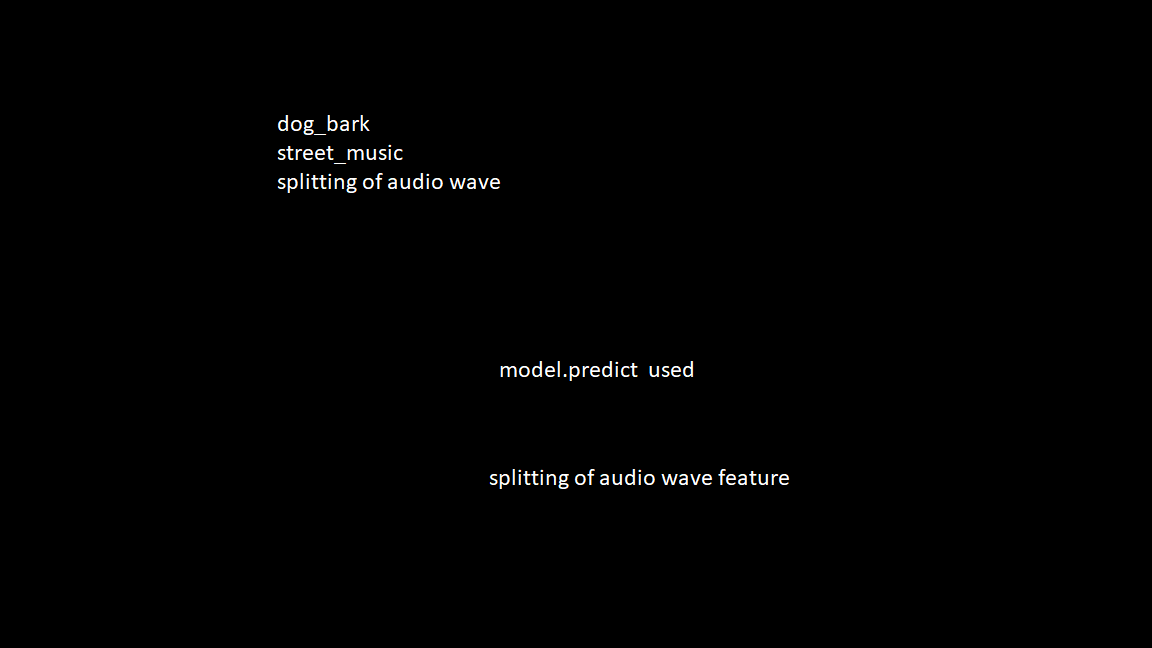 dog_bark
street_music
splitting of audio wave
model.predict  used
splitting of audio wave feature